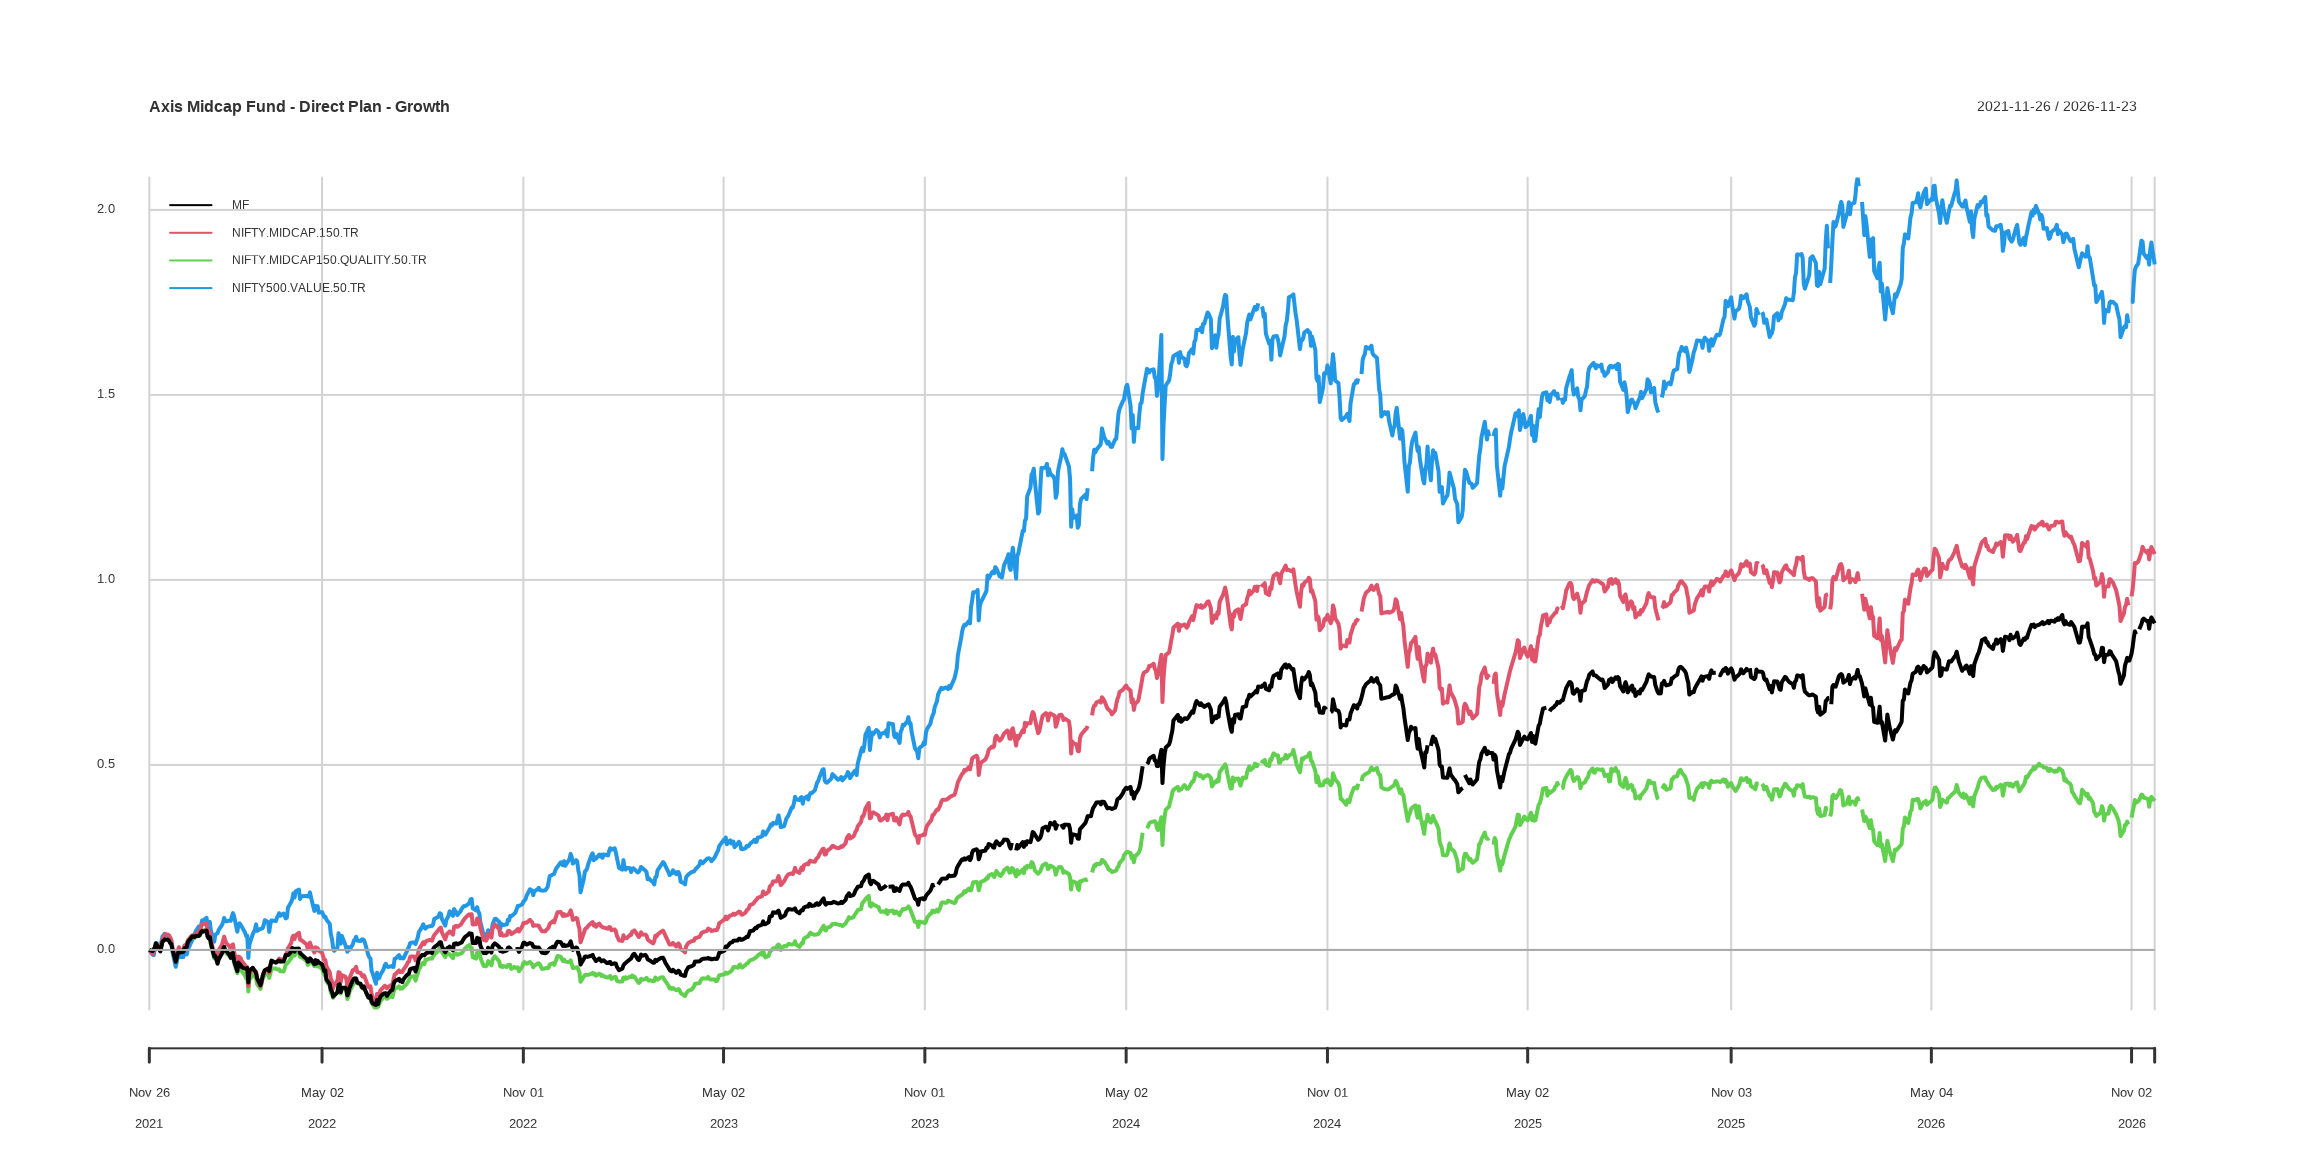 Axis Midcap Fund - Direct Plan - Growth
2021-11-26 / 2026-11-23
MF
NIFTY.MIDCAP.150.TR
NIFTY.MIDCAP150.QUALITY.50.TR
NIFTY500.VALUE.50.TR
2.0
1.5
1.0
0.5
0.0
Nov 26 May 02 Nov 01 May 02 Nov 01 May 02 Nov 01 May 02 Nov 03 May 04 Nov 02
2021 2022 2022 2023 2023 2024 2024 2025 2025 2026 2026